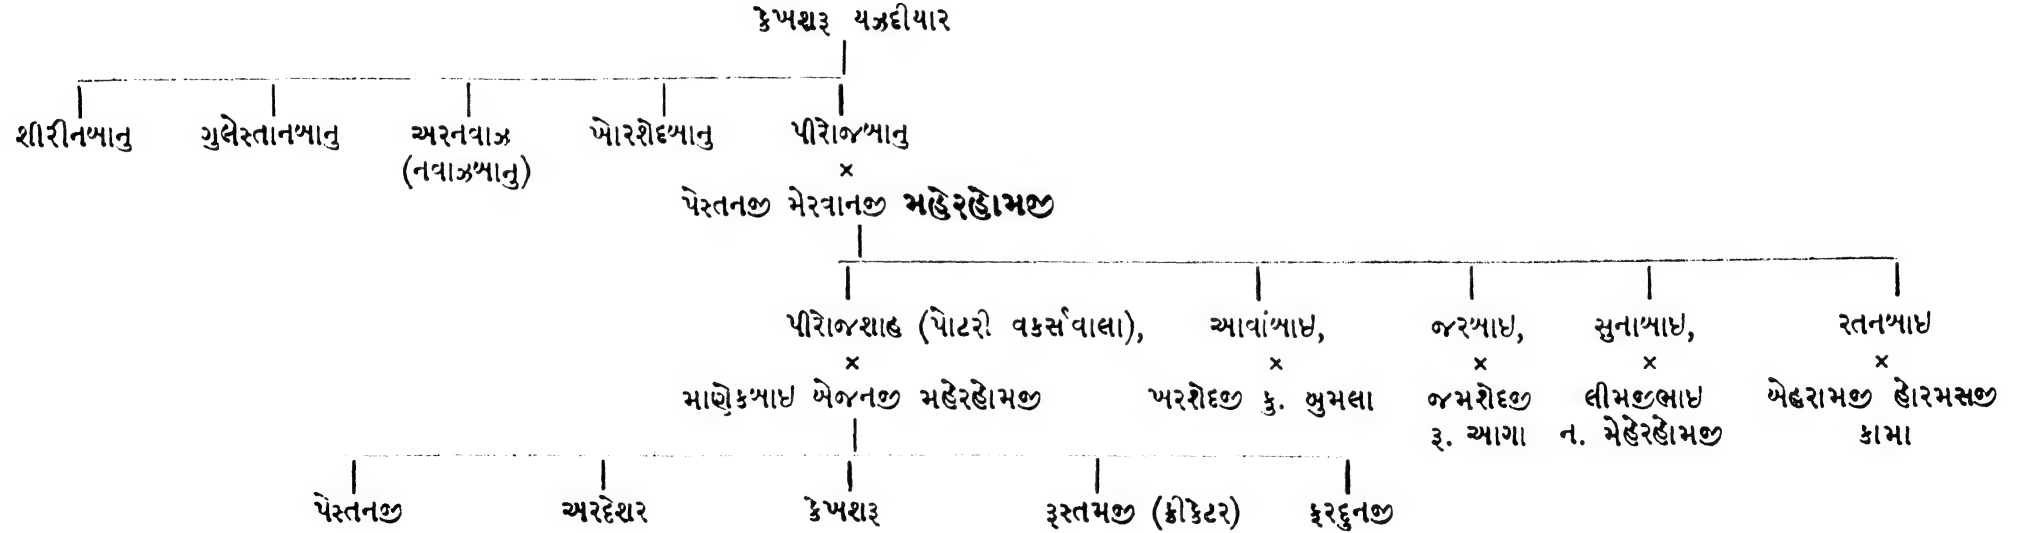 કેખશરૂ યઝદીયાર
શીરીનબાનુ ગુલેસ્તાનબાનુ અરનવાઝ ખોરશેદબાનુ પીરોજબાનુ
(નવાઝબાનુ) ×
પેસ્તનજી મેરવાનજી મહેરહોમજી
પીરોજશાહ (પોટરી વર્કસવાલા), આવાંબાઇ, જરબાઇ, સુનાબાઇ, રતનબાઇ
× × × × ×
માણેકબાઇ બેજનજી મહેરહોમજી ખરશેદજી કુ. બુમલા જમશેદજી લીમજીભાઇ બેહરામજી હોરમસજી
રૂ. આગા ન. મેહેરહોમજી કામા
પેસ્તનજી અરદેશર કેખશરૂ રૂસ્તમજી (ક્રીકેટર) ફરદુનજી